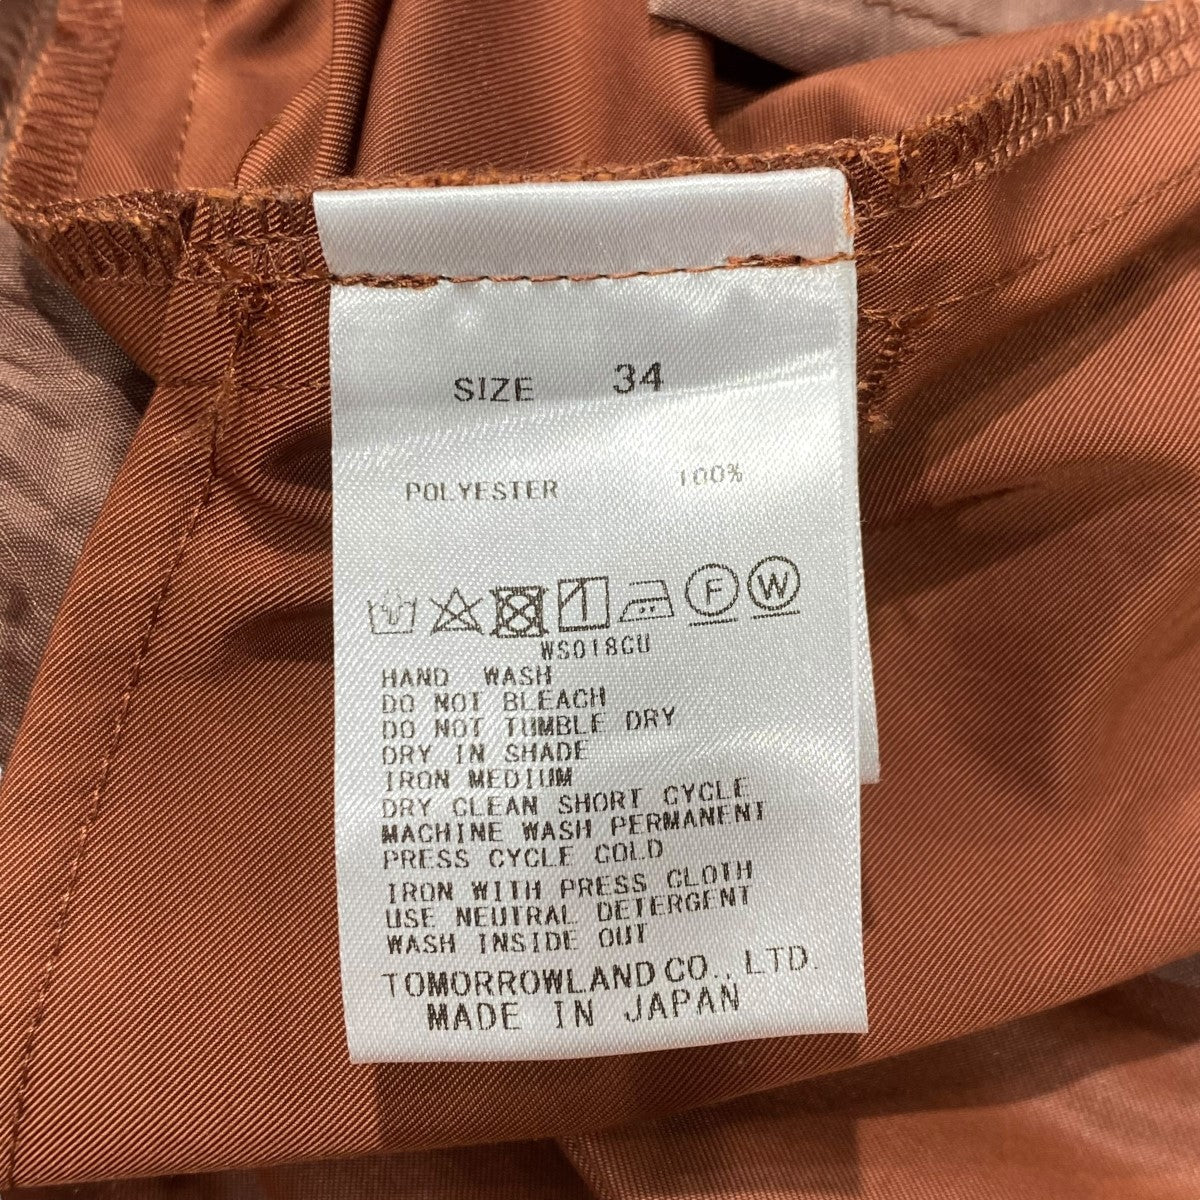 SIZE 34
POLYESTER 100%
F W
WS018CU
HAND WASH
DO NOT BLEACH
DO NOT TUMBLE DRY
DRY IN SHADE
IRON MEDIUM
DRY CLEAN SHORT CYCLE
MACHINE WASH PERMANENT
PRESS CYCLE COLD
IRON WITH PRESS CLOTH
USE NEUTRAL DETERGENT
WASH INSIDE OUT
TOMORROWLAND CO., LTD.
MADE IN JAPAN